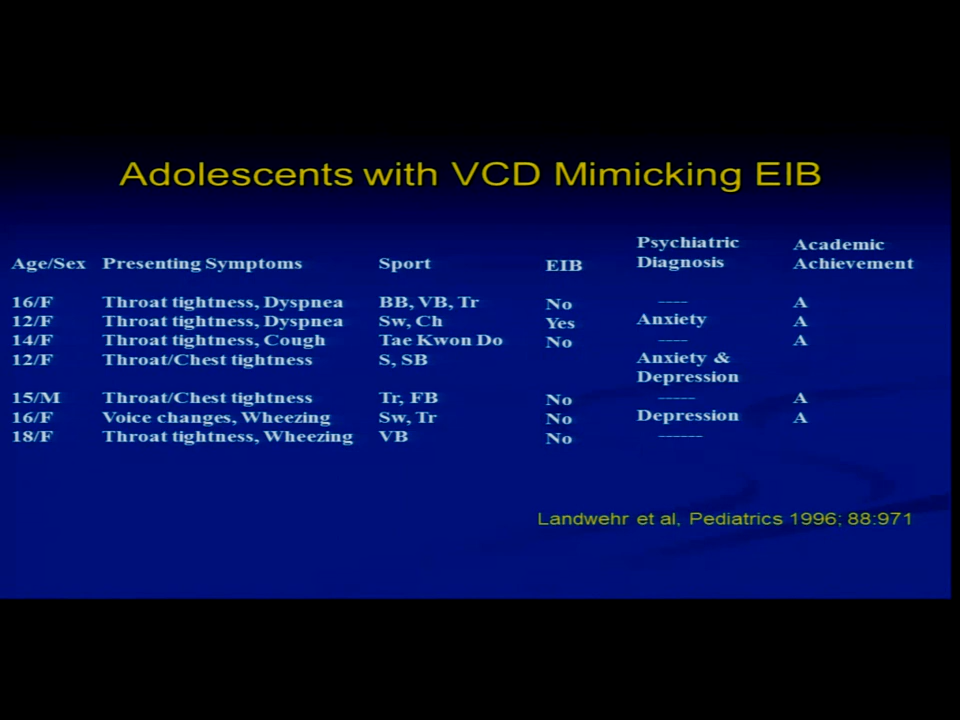 Adolescents with VCD Mimicking EIB
Age/Sex Presenting Symptoms Sport EIB Psychiatric Diagnosis Academic Achievement
16/F Throat tightness, Dyspnea BB, VB, Tr No ---- A
12/F Throat tightness, Dyspnea Sw, Ch Yes Anxiety A
14/F Throat tightness, Cough Tae Kwon Do No ---- A
12/F Throat/Chest tightness S, SB Anxiety &
Depression
15/M Throat/Chest tightness Tr, FB No ----- A
16/F Voice changes, Wheezing Sw, Tr No Depression A
18/F Throat tightness, Wheezing VB No ------
Landwehr et al, Pediatrics 1996; 88:971